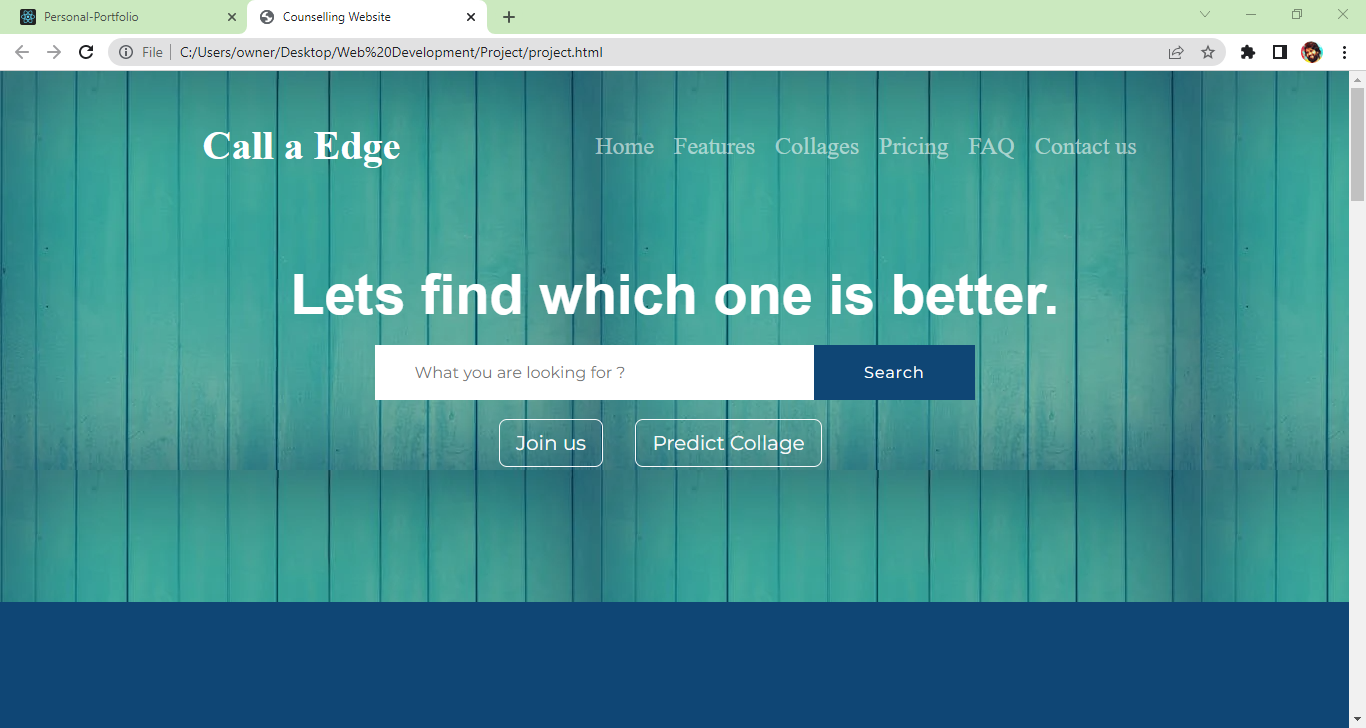 Personal-Portfolio
Counselling Website
File
C:/Users/owner/Desktop/Web%20Development/Project/project.html
Call a Edge
Home Features Collages Pricing FAQ Contact us
Lets find which one is better.
What you are looking for ?
Search
Join us
Predict Collage